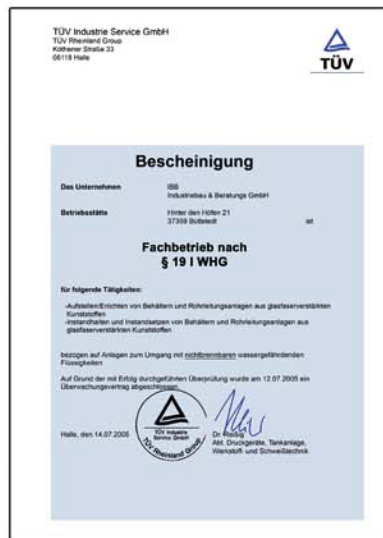 TÜV Industrie Service GmbH
TÜV Rheinland Group
Köthener Straße 33
06118 Halle
TÜV
Bescheinigung
Das Unternehmen IBB
Industriebau & Beratungs GmbH
Betriebsstätte Hinter den Höfen 21
37359 Büttstedt ist
Fachbetrieb nach
§ 19 l WHG
für folgende Tätigkeiten:
-Aufstellen/Errichten von Behältern und Rohrleitungsanlagen aus glasfaserverstärkten
Kunststoffen
-Instandhalten und Instandsetzen von Behältern und Rohrleitungsanlagen aus
glasfaserverstärkten Kunststoffen
bezogen auf Anlagen zum Umgang mit nichtbrennbaren wassergefährdenden
Flüssigkeiten
Auf Grund der mit Erfolg durchgeführten Überprüfung wurde am 12.07.2005 ein
Überwachungsvertrag abgeschlossen.
TÜV Industrie
Service GmbH
TÜV Rheinland Group
Halle, den 14.07.2005
Dr.
Abt. Druckgeräte, Tankanlage,
Werkstoff- und Schweißtechnik